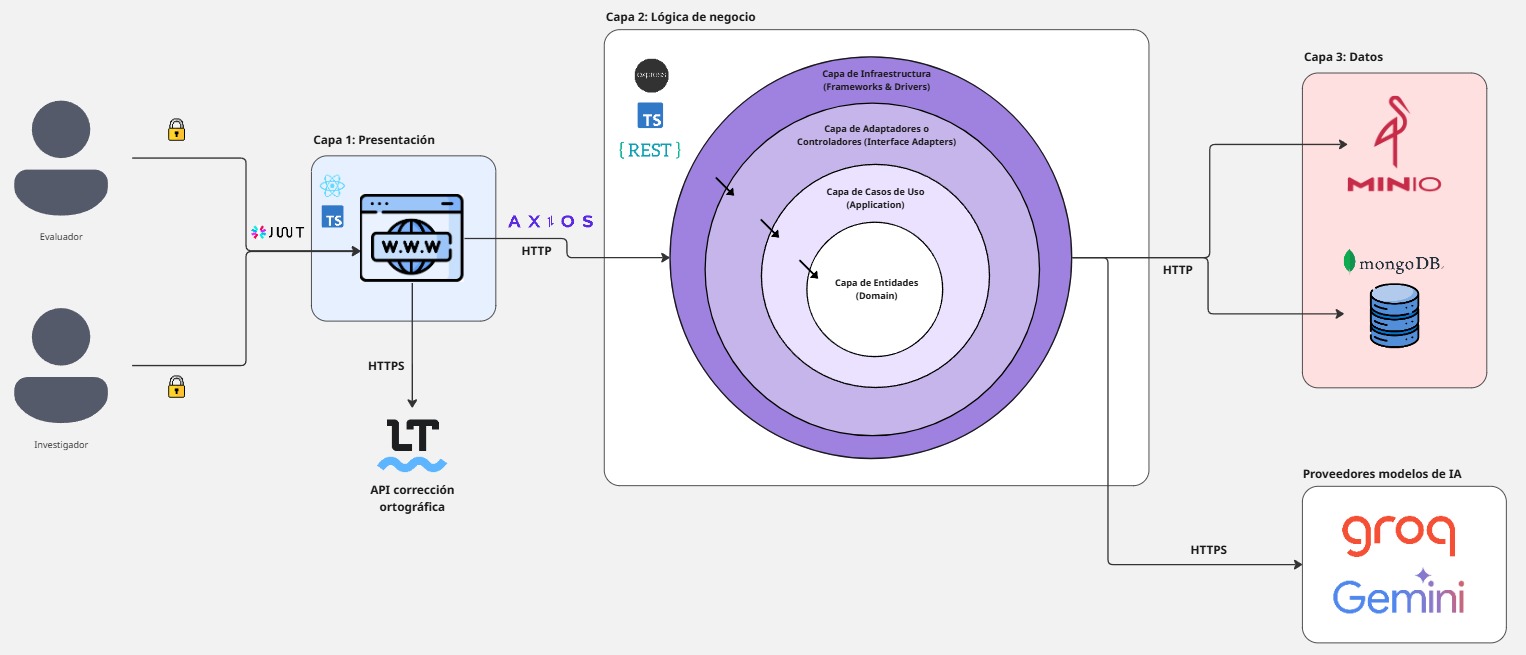 Capa 2: Lógica de negocio
express
TS
{REST}
Capa de Infraestructura
(Frameworks & Drivers)
Capa de Adaptadores o
Controladores (Interface Adapters)
Capa de Casos de Uso
(Application)
Capa de Entidades
(Domain)
Capa 3: Datos
MINIO
mongoDB.
HTTP
Capa 1: Presentación
TS
W.W.W
JWT
AXIOS
HTTP
Evaluador
Investigador
HTTPS
LT
API corrección
ortográfica
Proveedores modelos de IA
HTTPS
groq
Gemini